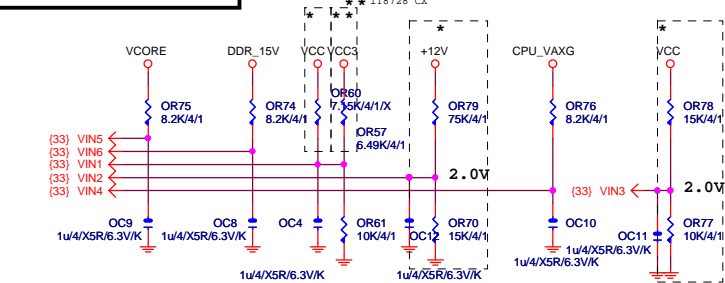 * * 118728 CX
* * * * *
VCORE DDR_15V VCC VCC3 +12V CPU_VAXG VCC
OR75
8.2K/4/1
OR74
8.2K/4/1
OR60
7.15K/4/1/X
OR57
6.49K/4/1
OR79
75K/4/1
OR76
8.2K/4/1
OR78
15K/4/1
{33} VIN5
{33} VIN6
{33} VIN1
{33} VIN2
{33} VIN4
2.0V
{33} VIN3
2.0V
OC9
1u/4/X5R/6.3V/K
OC8
1u/4/X5R/6.3V/K
OC4
1u/4/X5R/6.3V/K
OR61
10K/4/1
OC12
1u/4/X5R/6.3V/K
OR70
15K/4/1
OC10
1u/4/X5R/6.3V/K
OC11
1u/4/X5R/6.3V/K
OR77
10K/4/1